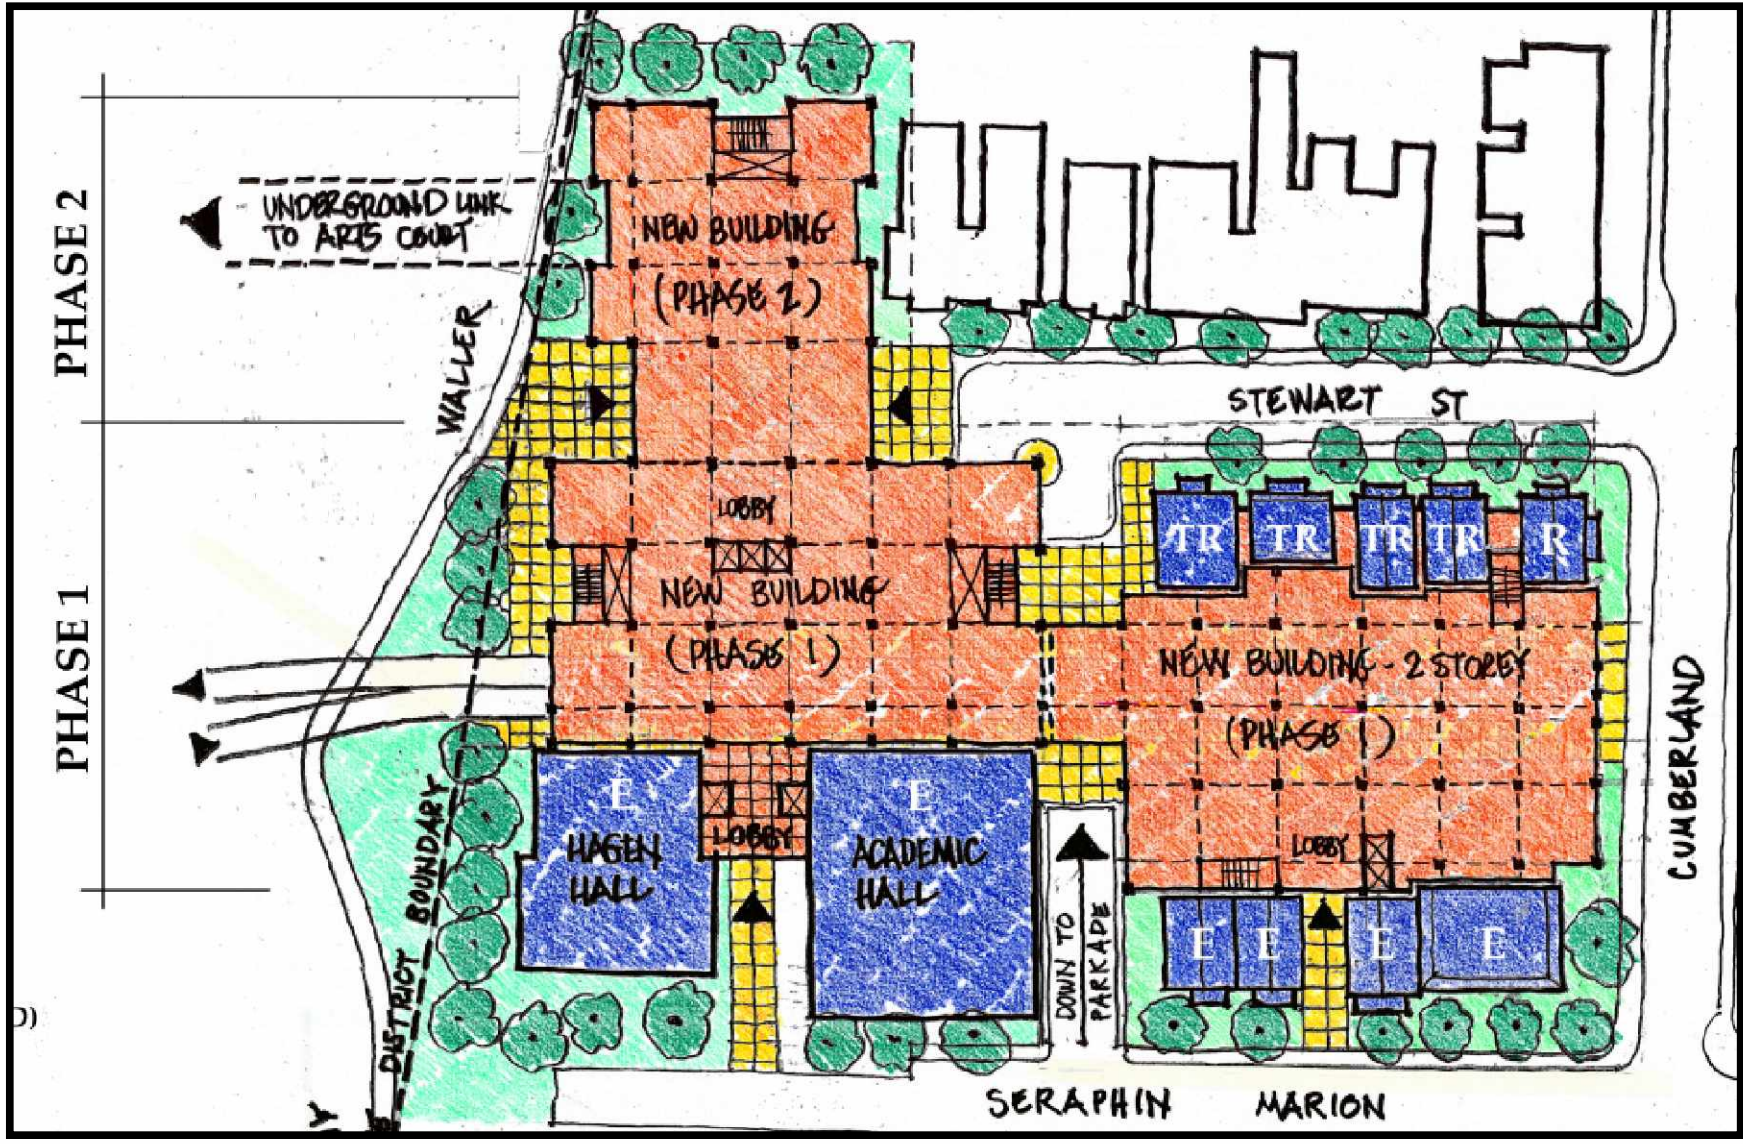 PHASE 2
UNDERGROUND LINK
TO ARTS COURT
NEW BUILDING
(PHASE 2)
WALLER
STEWART ST
LOBBY
TR
TR
TR
TR
R
NEW BUILDING
(PHASE 1)
PHASE 1
NEW BUILDING - 2 STOREY
(PHASE 1)
CUMBERLAND
E
HAGEN
HALL
LOBBY
E
ACADEMIC
HALL
LOBBY
DISTRICT BOUNDARY
DOWN TO
PARKADE
E
E
E
E
D)
SERAPHIN MARION